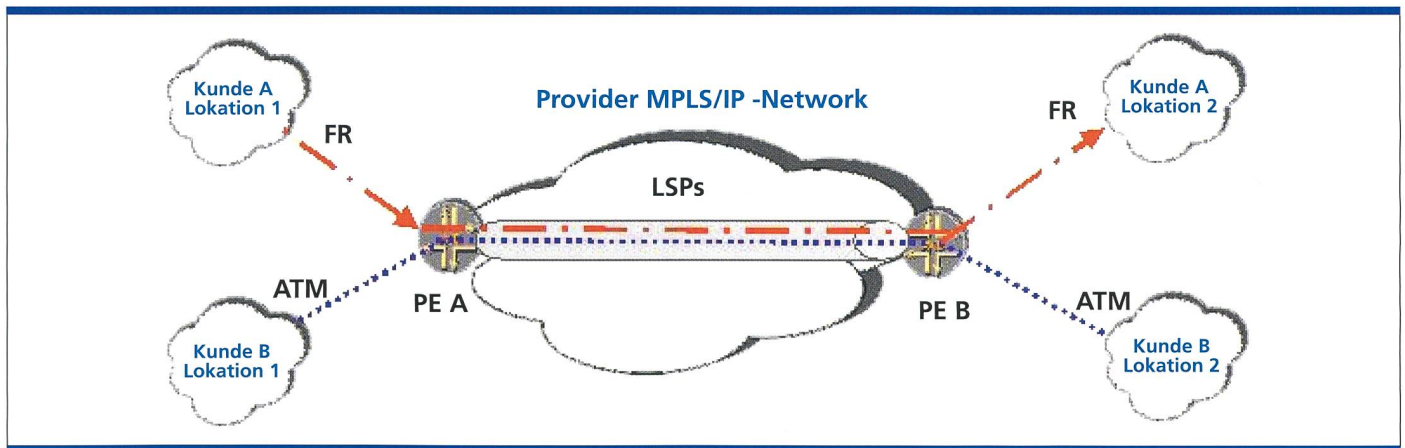 Kunde A
Lokation 1
FR
Provider MPLS/IP -Network
FR
Kunde A
Lokation 2
LSPs
ATM
PE A
PE B
ATM
Kunde B
Lokation 1
Kunde B
Lokation 2